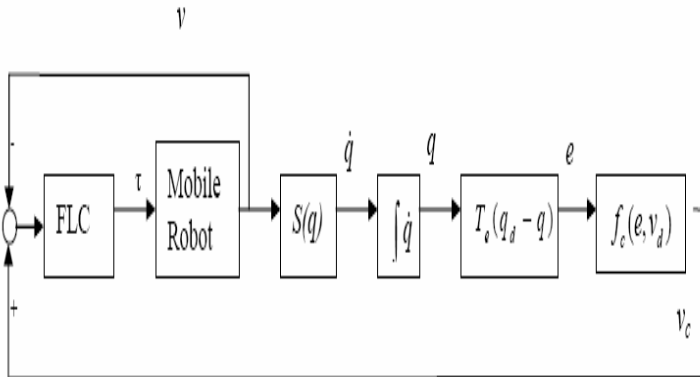 v
-
q̇
q
e
τ
FLC
Mobile
Robot
S(q)
∫ q̇
Tₑ(q_d − q)
f_c(e, v_d)
+
v_c